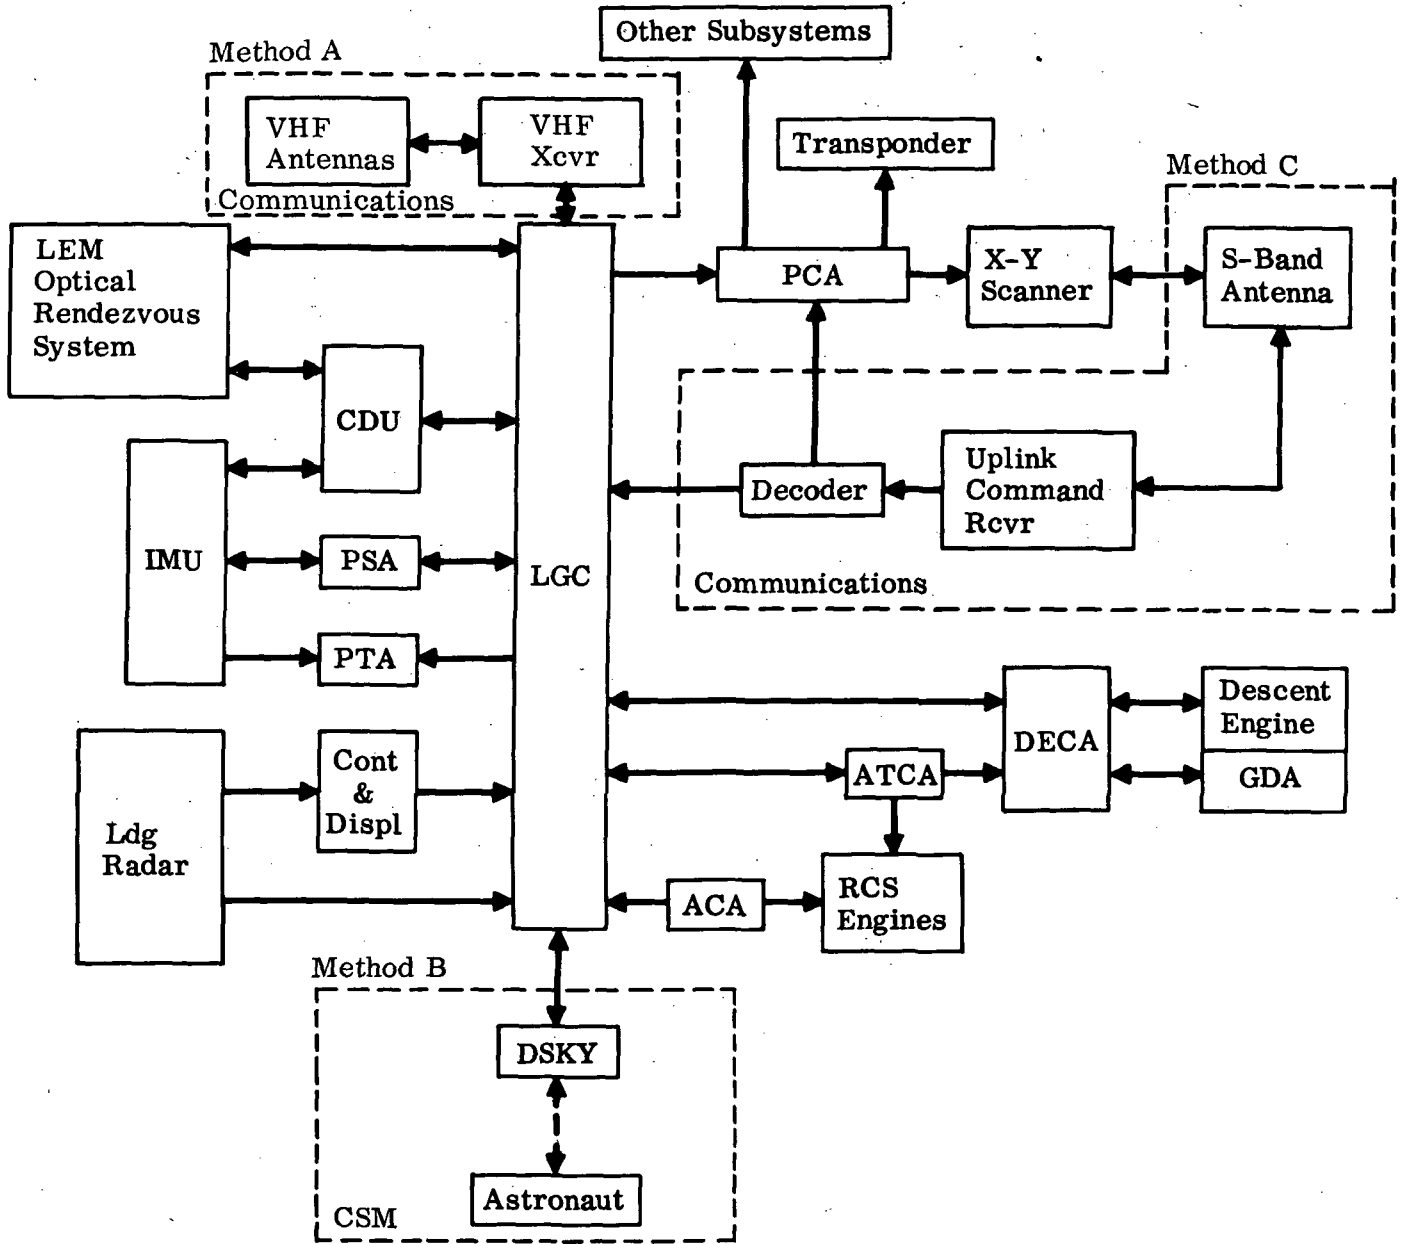 Other Subsystems
Method A
VHF
Antennas
VHF
Xcvr
Communications
Transponder
Method C
LEM
Optical
Rendezvous
System
PCA
X-Y
Scanner
S-Band
Antenna
CDU
Decoder
Uplink
Command
Rcvr
Communications
IMU
PSA
LGC
PTA
DECA
Descent
Engine
GDA
ATCA
Cont
&
Displ
Ldg
Radar
ACA
RCS
Engines
Method B
DSKY
Astronaut
CSM